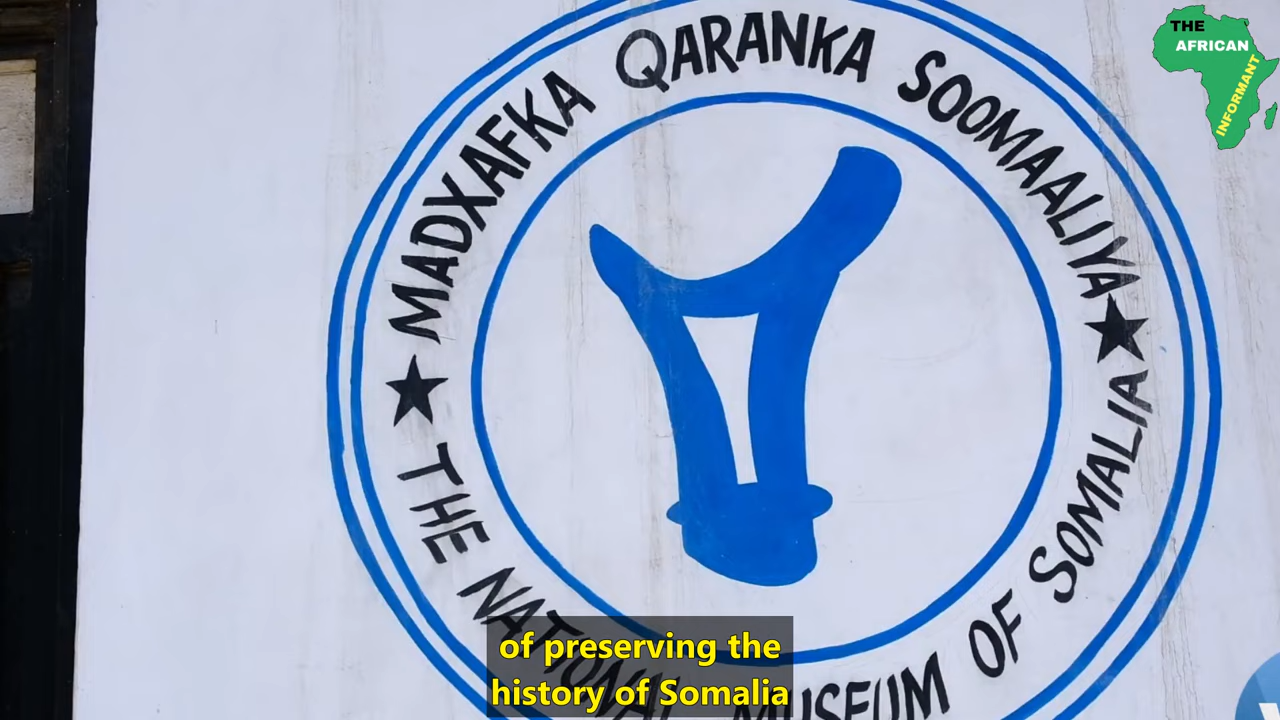 MADXAFKA QARANKA SOOMAALIYA
THE NATIONAL MUSEUM OF SOMALIA
THE
AFRICAN
INFORMANT
of preserving the
history of Somalia